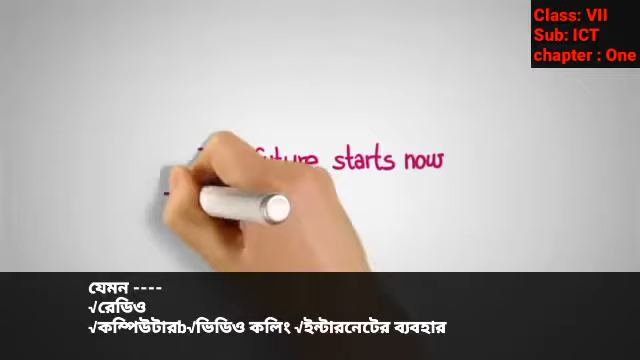 Class: VII
Sub: ICT
chapter : One
future starts now
যেমন ----
√রেডিও
√কম্পিউটারb√ভিডিও কলিং √ইন্টারনেটের ব্যবহার